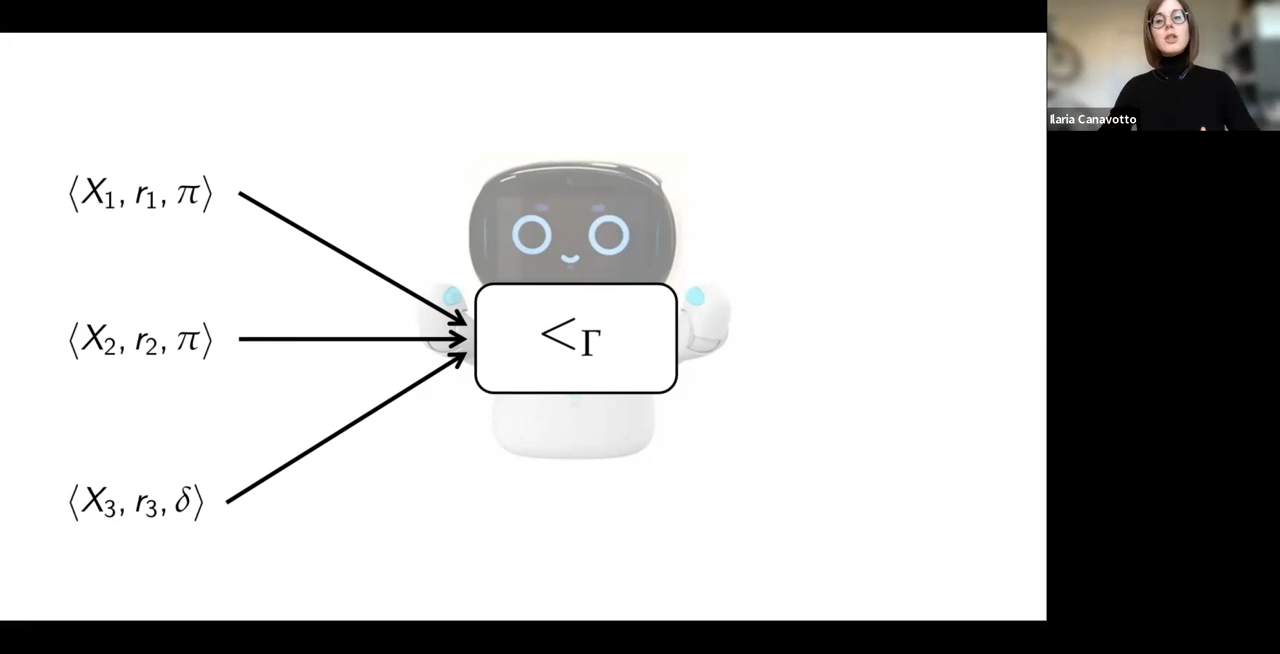 Ilaria Canavotto
⟨X₁, r₁, π⟩
⟨X₂, r₂, π⟩
<_Γ
⟨X₃, r₃, δ⟩